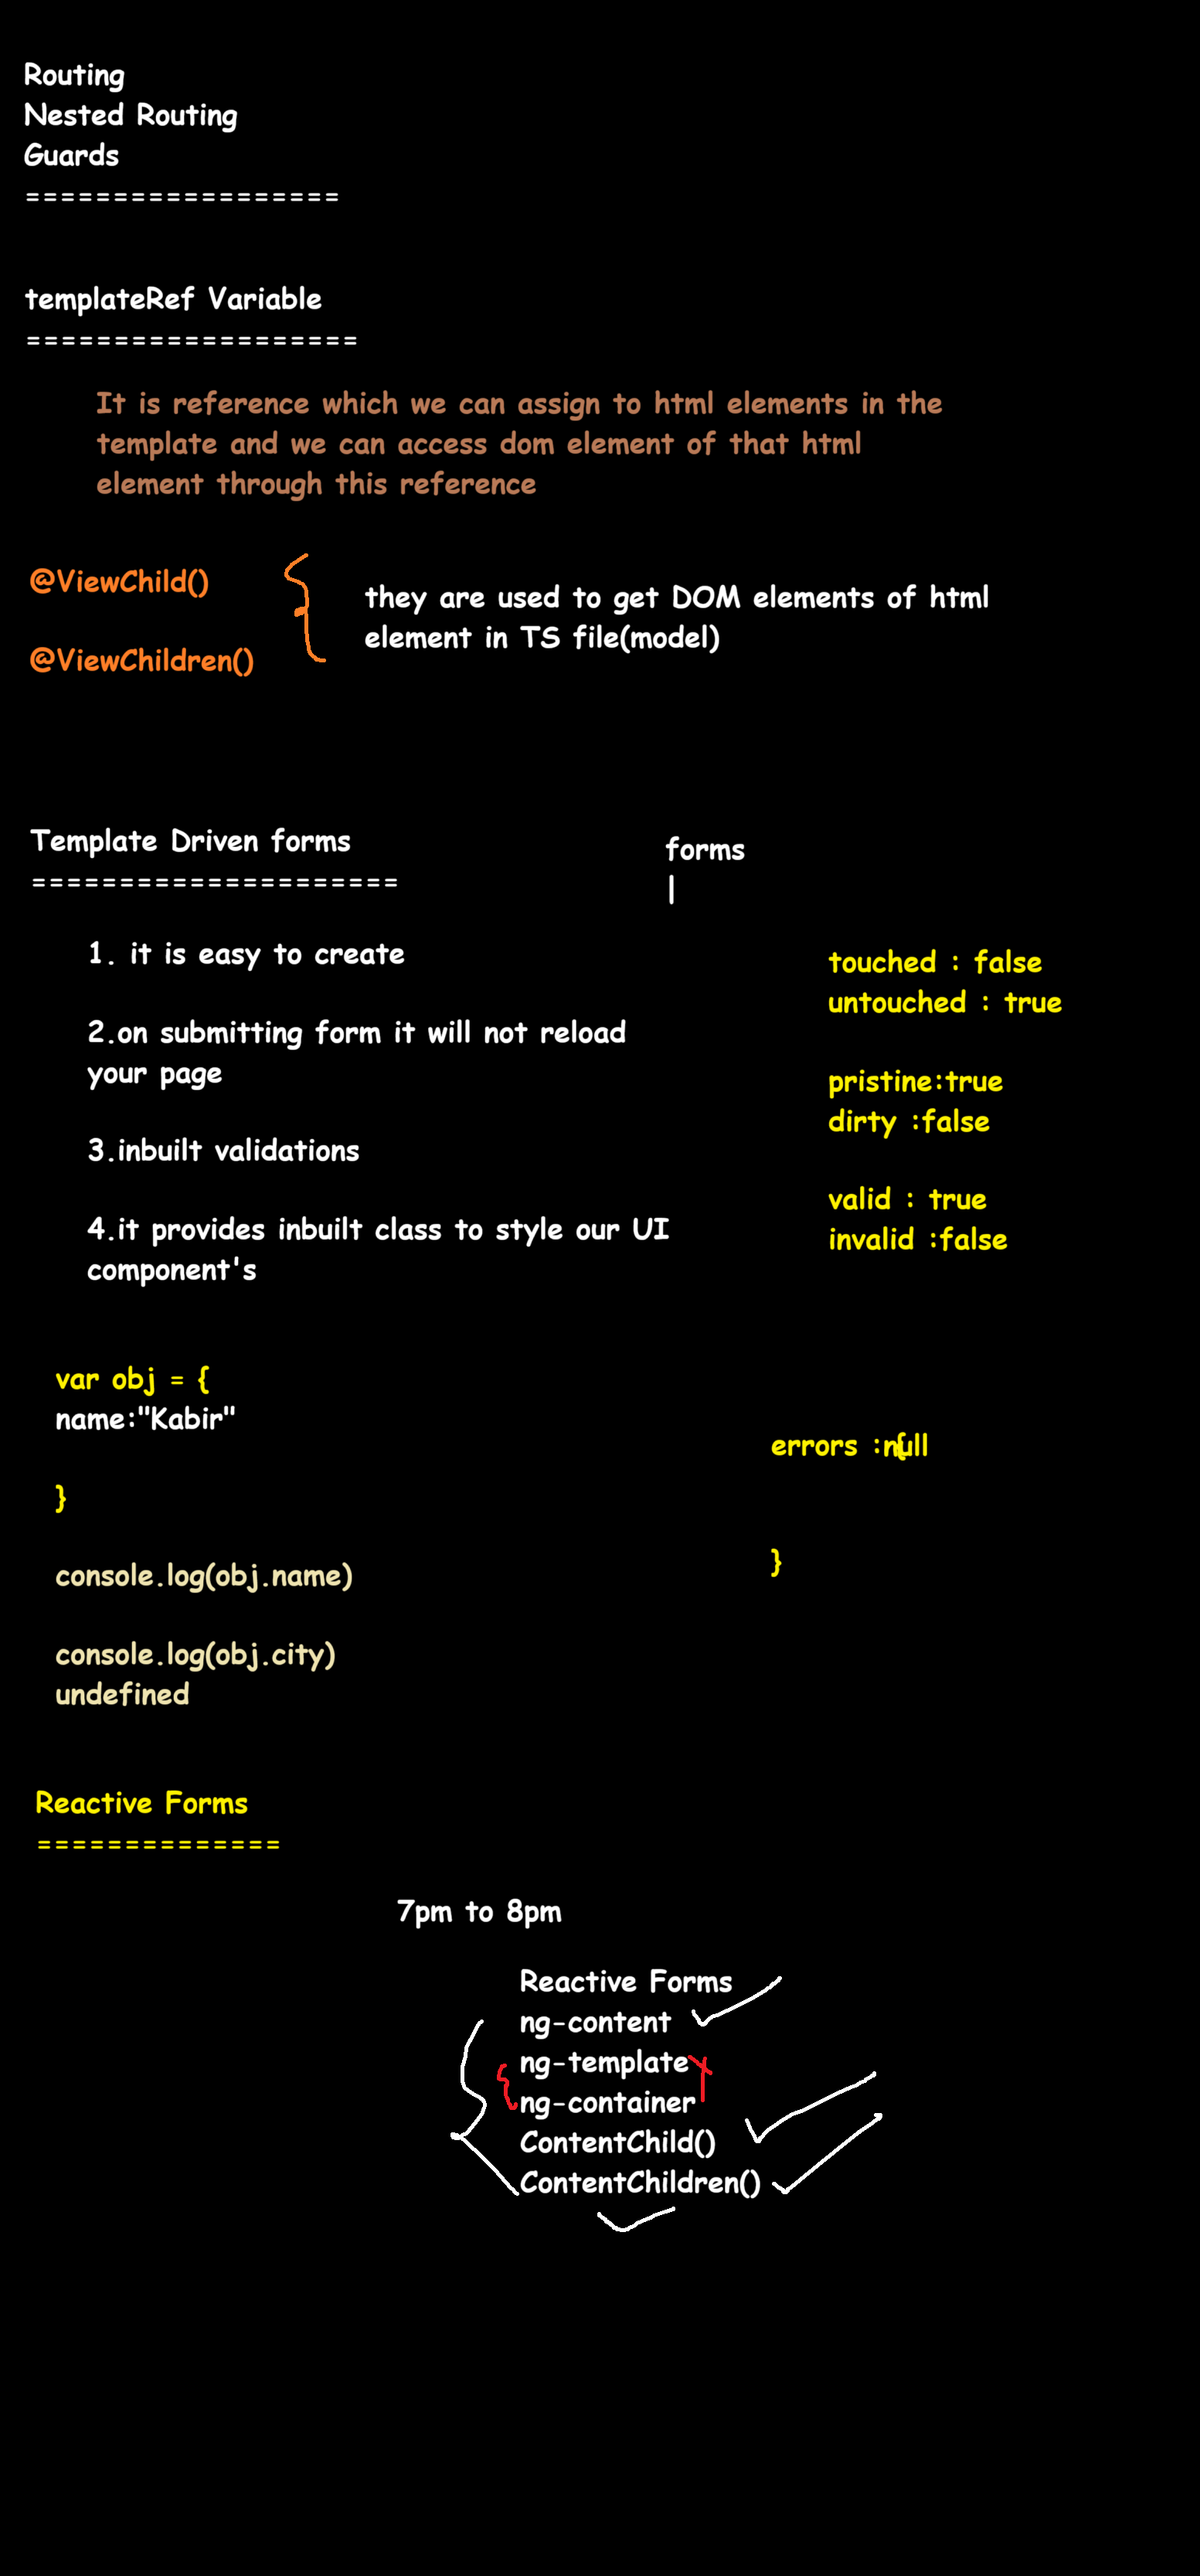 Routing
Nested Routing
Guards
==================
templateRef Variable
===================
It is reference which we can assign to html elements in the
template and we can access dom element of that html
element through this reference
@ViewChild()
@ViewChildren()
they are used to get DOM elements of html
element in TS file(model)
Template Driven forms
=====================
1. it is easy to create
2.on submitting form it will not reload
your page
3.inbuilt validations
4.it provides inbuilt class to style our UI
component's
forms
|
touched : false
untouched : true
pristine:true
dirty :false
valid : true
invalid :false
var obj = {
name:"Kabir"
}
console.log(obj.name)
console.log(obj.city)
undefined
errors :null
{
}
Reactive Forms
==============
7pm to 8pm
Reactive Forms
ng-content
ng-template
ng-container
ContentChild()
ContentChildren()